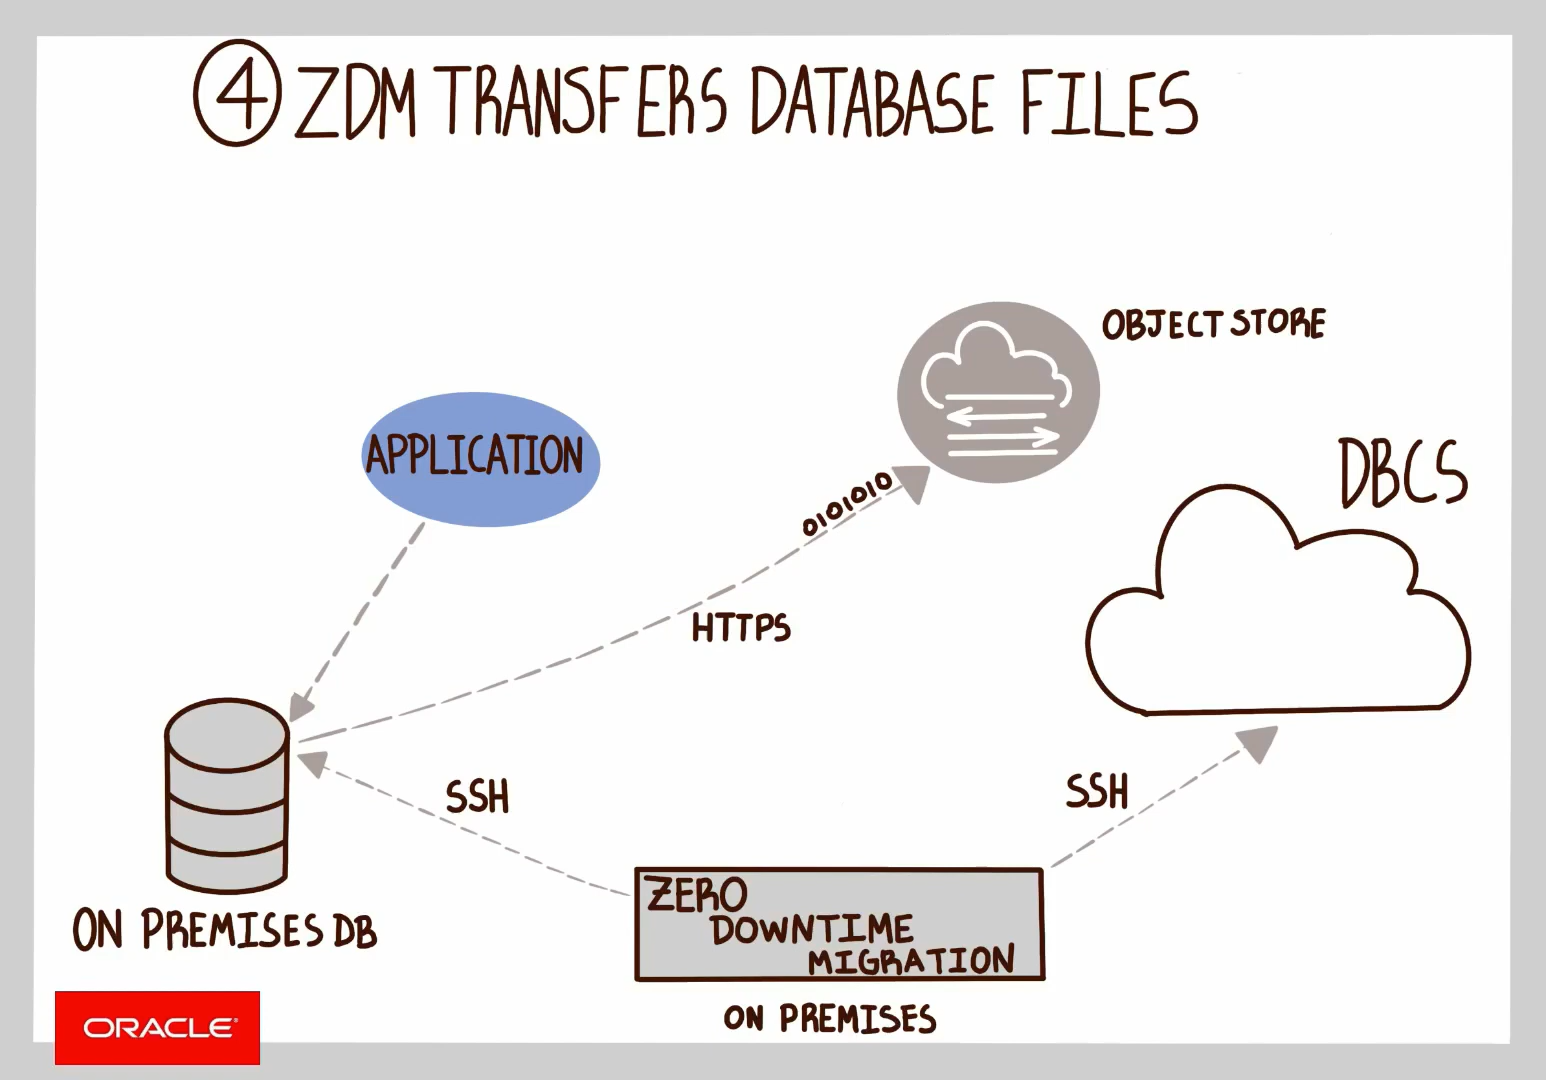 ④ ZDM TRANSFERS DATABASE FILES
OBJECT STORE
APPLICATION
DBCS
0101010
HTTPS
SSH
SSH
ZERO
DOWNTIME
MIGRATION
ON PREMISES DB
ON PREMISES
ORACLE